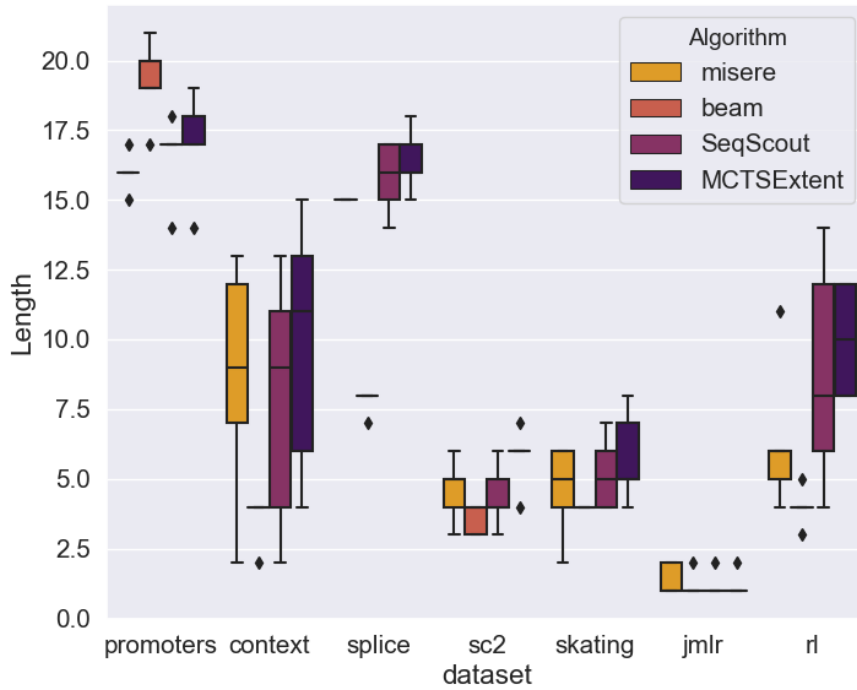 20.0
17.5
15.0
12.5
10.0
7.5
5.0
2.5
0.0
Length
promoters context splice sc2 skating jmlr rl
dataset
Algorithm
misere
beam
SeqScout
MCTSExtent